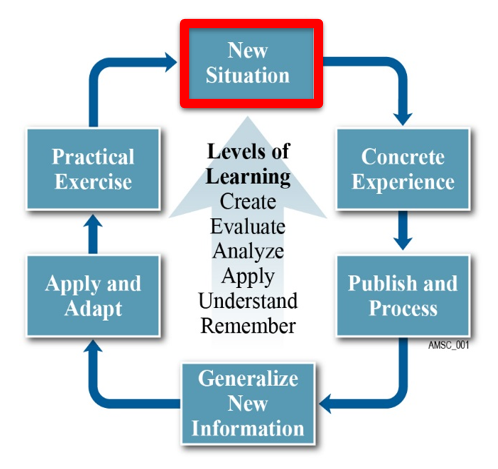 New
Situation
Concrete
Experience
Publish and
Process
AMSC_001
Generalize
New
Information
Apply and
Adapt
Practical
Exercise
Levels of
Learning
Create
Evaluate
Analyze
Apply
Understand
Remember